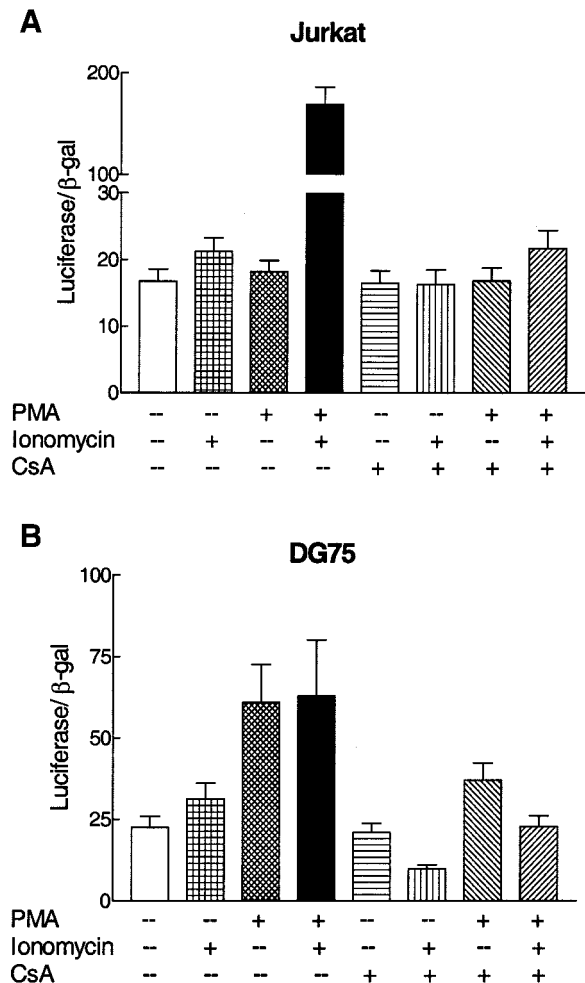 A
Jurkat
Luciferase/β-gal
200
100
30
20
10
0
PMA -- -- + + -- -- + +
Ionomycin -- + -- + -- + -- +
CsA -- -- -- -- + + + +
B
DG75
Luciferase/β-gal
100
75
50
25
0
PMA -- -- + + -- -- + +
Ionomycin -- + -- + -- + -- +
CsA -- -- -- -- + + + +